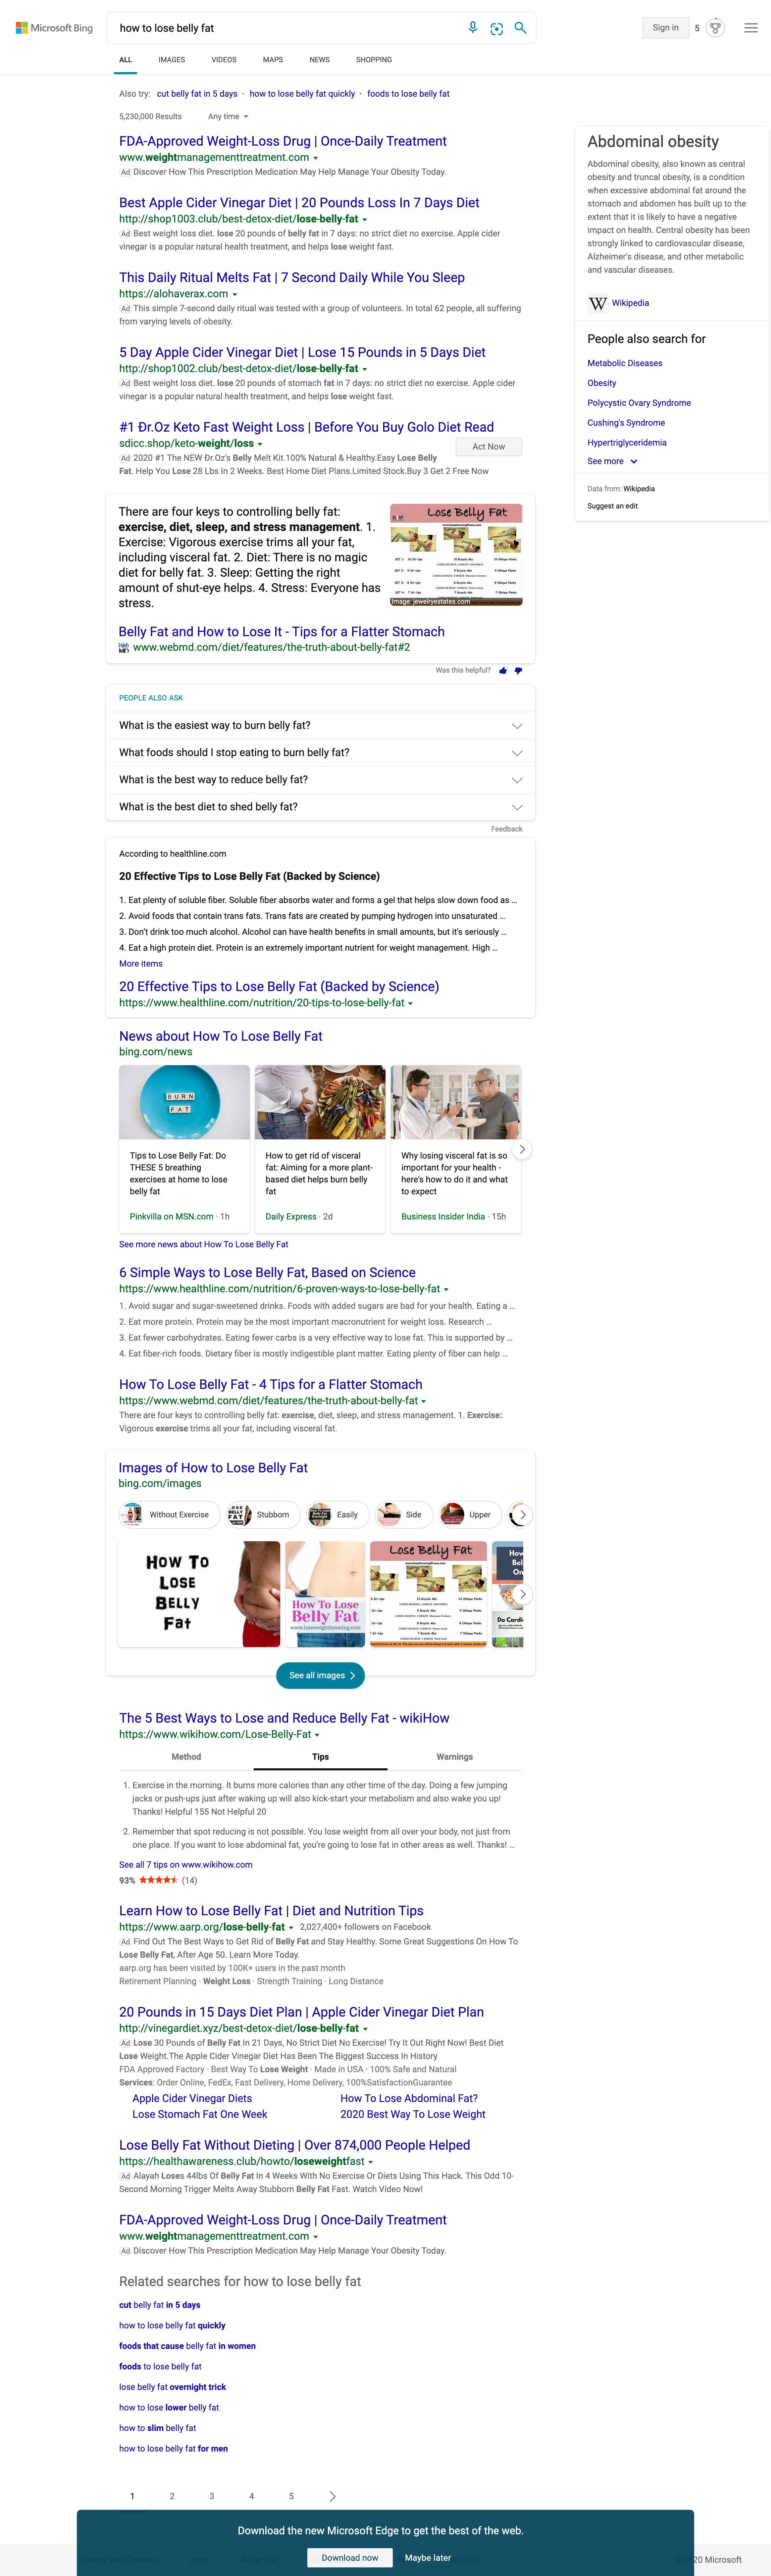 Microsoft Bing
how to lose belly fat
Sign in
5
ALL
IMAGES
VIDEOS
MAPS
NEWS
SHOPPING
Also try: cut belly fat in 5 days · how to lose belly fat quickly · foods to lose belly fat
5,230,000 Results
Any time
FDA-Approved Weight-Loss Drug | Once-Daily Treatment
www.weightmanagementtreatment.com
Ad Discover How This Prescription Medication May Help Manage Your Obesity Today.
Best Apple Cider Vinegar Diet | 20 Pounds Loss In 7 Days Diet
http://shop1003.club/best-detox-diet/lose-belly-fat
Ad Best weight loss diet. lose 20 pounds of belly fat in 7 days: no strict diet no exercise. Apple cider
vinegar is a popular natural health treatment, and helps lose weight fast.
This Daily Ritual Melts Fat | 7 Second Daily While You Sleep
https://alohaverax.com
Ad This simple 7-second daily ritual was tested with a group of volunteers. In total 62 people, all suffering
from varying levels of obesity.
5 Day Apple Cider Vinegar Diet | Lose 15 Pounds in 5 Days Diet
http://shop1002.club/best-detox-diet/lose-belly-fat
Ad Best weight loss diet. lose 20 pounds of stomach fat in 7 days: no strict diet no exercise. Apple cider
vinegar is a popular natural health treatment, and helps lose weight fast.
#1 Đr.Oz Keto Fast Weight Loss | Before You Buy Golo Diet Read
sdicc.shop/keto-weight/loss
Act Now
Ad 2020 #1 The NEW Đr.Oz's Belly Melt Kit.100% Natural & Healthy.Easy Lose Belly
Fat. Help You Lose 28 Lbs In 2 Weeks. Best Home Diet Plans.Limited Stock.Buy 3 Get 2 Free Now
Abdominal obesity
Abdominal obesity, also known as central
obesity and truncal obesity, is a condition
when excessive abdominal fat around the
stomach and abdomen has built up to the
extent that it is likely to have a negative
impact on health. Central obesity has been
strongly linked to cardiovascular disease,
Alzheimer's disease, and other metabolic
and vascular diseases.
W Wikipedia
People also search for
Metabolic Diseases
Obesity
Polycystic Ovary Syndrome
Cushing's Syndrome
Hypertriglyceridemia
See more
Data from: Wikipedia
Suggest an edit
There are four keys to controlling belly fat:
exercise, diet, sleep, and stress management. 1.
Exercise: Vigorous exercise trims all your fat,
including visceral fat. 2. Diet: There is no magic
diet for belly fat. 3. Sleep: Getting the right
amount of shut-eye helps. 4. Stress: Everyone has
stress.
Lose Belly Fat
Image: jewelryestates.com
Belly Fat and How to Lose It - Tips for a Flatter Stomach
www.webmd.com/diet/features/the-truth-about-belly-fat#2
Was this helpful?
PEOPLE ALSO ASK
What is the easiest way to burn belly fat?
What foods should I stop eating to burn belly fat?
What is the best way to reduce belly fat?
What is the best diet to shed belly fat?
Feedback
According to healthline.com
20 Effective Tips to Lose Belly Fat (Backed by Science)
1. Eat plenty of soluble fiber. Soluble fiber absorbs water and forms a gel that helps slow down food as ...
2. Avoid foods that contain trans fats. Trans fats are created by pumping hydrogen into unsaturated ...
3. Don't drink too much alcohol. Alcohol can have health benefits in small amounts, but it's seriously ...
4. Eat a high protein diet. Protein is an extremely important nutrient for weight management. High ...
More items
20 Effective Tips to Lose Belly Fat (Backed by Science)
https://www.healthline.com/nutrition/20-tips-to-lose-belly-fat
News about How To Lose Belly Fat
bing.com/news
BURN
FAT
Tips to Lose Belly Fat: Do
THESE 5 breathing
exercises at home to lose
belly fat
Pinkvilla on MSN.com · 1h
How to get rid of visceral
fat: Aiming for a more plant-
based diet helps burn belly
fat
Daily Express · 2d
Why losing visceral fat is so
important for your health -
here's how to do it and what
to expect
Business Insider India · 15h
See more news about How To Lose Belly Fat
6 Simple Ways to Lose Belly Fat, Based on Science
https://www.healthline.com/nutrition/6-proven-ways-to-lose-belly-fat
1. Avoid sugar and sugar-sweetened drinks. Foods with added sugars are bad for your health. Eating a ...
2. Eat more protein. Protein may be the most important macronutrient for weight loss. Research ...
3. Eat fewer carbohydrates. Eating fewer carbs is a very effective way to lose fat. This is supported by ...
4. Eat fiber-rich foods. Dietary fiber is mostly indigestible plant matter. Eating plenty of fiber can help ...
How To Lose Belly Fat - 4 Tips for a Flatter Stomach
https://www.webmd.com/diet/features/the-truth-about-belly-fat
There are four keys to controlling belly fat: exercise, diet, sleep, and stress management. 1. Exercise:
Vigorous exercise trims all your fat, including visceral fat.
Images of How to Lose Belly Fat
bing.com/images
Without Exercise
Stubborn
Easily
Side
Upper
How To
Lose
Belly
Fat
How To Lose
Belly Fat
www.loseweightbyeating.com
Lose Belly Fat
See all images
The 5 Best Ways to Lose and Reduce Belly Fat - wikiHow
https://www.wikihow.com/Lose-Belly-Fat
Method
Tips
Warnings
1. Exercise in the morning. It burns more calories than any other time of the day. Doing a few jumping
jacks or push-ups just after waking up will also kick-start your metabolism and also wake you up!
Thanks! Helpful 155 Not Helpful 20
2. Remember that spot reducing is not possible. You lose weight from all over your body, not just from
one place. If you want to lose abdominal fat, you're going to lose fat in other areas as well. Thanks! ...
See all 7 tips on www.wikihow.com
93% (14)
Learn How to Lose Belly Fat | Diet and Nutrition Tips
https://www.aarp.org/lose-belly-fat 2,027,400+ followers on Facebook
Ad Find Out The Best Ways to Get Rid of Belly Fat and Stay Healthy. Some Great Suggestions On How To
Lose Belly Fat, After Age 50. Learn More Today.
aarp.org has been visited by 100K+ users in the past month
Retirement Planning · Weight Loss · Strength Training · Long Distance
20 Pounds in 15 Days Diet Plan | Apple Cider Vinegar Diet Plan
http://vinegardiet.xyz/best-detox-diet/lose-belly-fat
Ad Lose 30 Pounds of Belly Fat In 21 Days, No Strict Diet No Exercise! Try It Out Right Now! Best Diet
Lose Weight.The Apple Cider Vinegar Diet Has Been The Biggest Success In History
FDA Approved Factory · Best Way To Lose Weight · Made in USA · 100% Safe and Natural
Services: Order Online, FedEx, Fast Delivery, Home Delivery, 100%SatisfactionGuarantee
Apple Cider Vinegar Diets
How To Lose Abdominal Fat?
Lose Stomach Fat One Week
2020 Best Way To Lose Weight
Lose Belly Fat Without Dieting | Over 874,000 People Helped
https://healthawareness.club/howto/loseweightfast
Ad Alayah Loses 44lbs Of Belly Fat In 4 Weeks With No Exercise Or Diets Using This Hack. This Odd 10-
Second Morning Trigger Melts Away Stubborn Belly Fat Fast. Watch Video Now!
FDA-Approved Weight-Loss Drug | Once-Daily Treatment
www.weightmanagementtreatment.com
Ad Discover How This Prescription Medication May Help Manage Your Obesity Today.
Related searches for how to lose belly fat
cut belly fat in 5 days
how to lose belly fat quickly
foods that cause belly fat in women
foods to lose belly fat
lose belly fat overnight trick
how to lose lower belly fat
how to slim belly fat
how to lose belly fat for men
1 2 3 4 5
Download the new Microsoft Edge to get the best of the web.
Download now
Maybe later
20 Microsoft